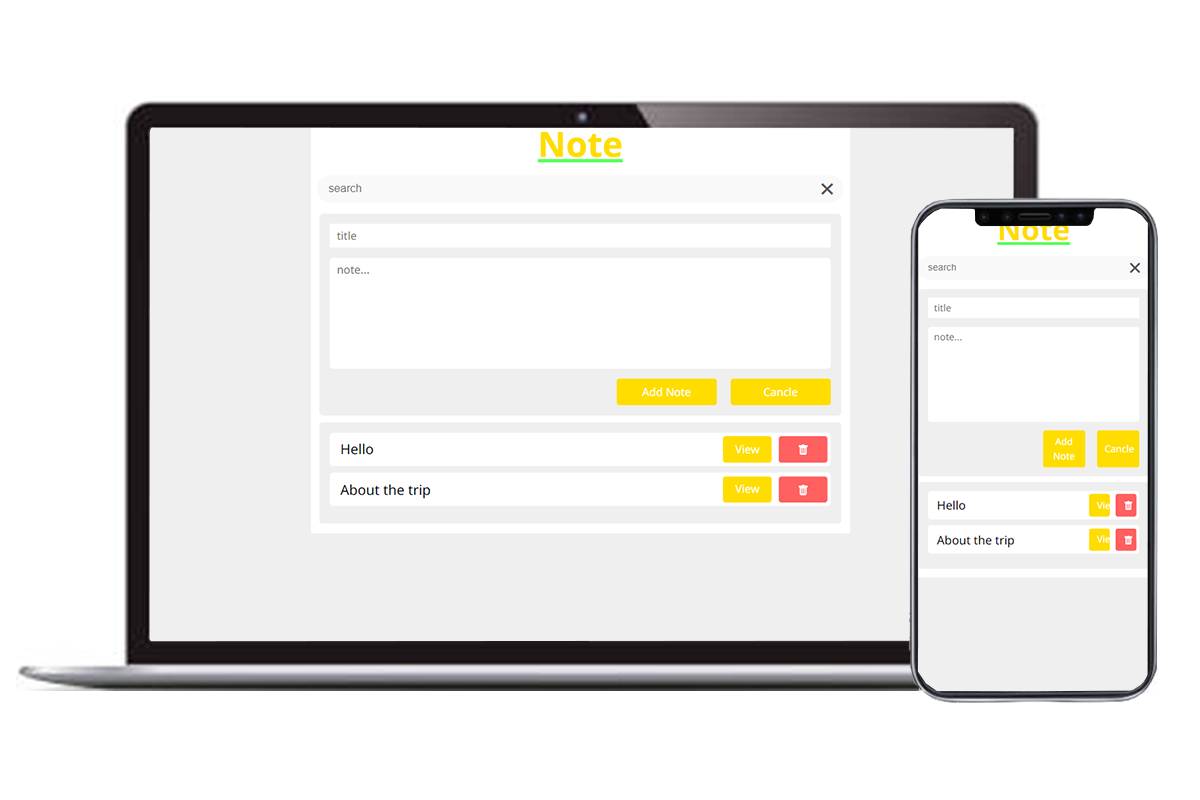 Note
search
title
note...
Add Note
Cancle
Hello
View
About the trip
View
Note
search
title
note...
Add
Note
Cancle
Hello
Vie
About the trip
Vie